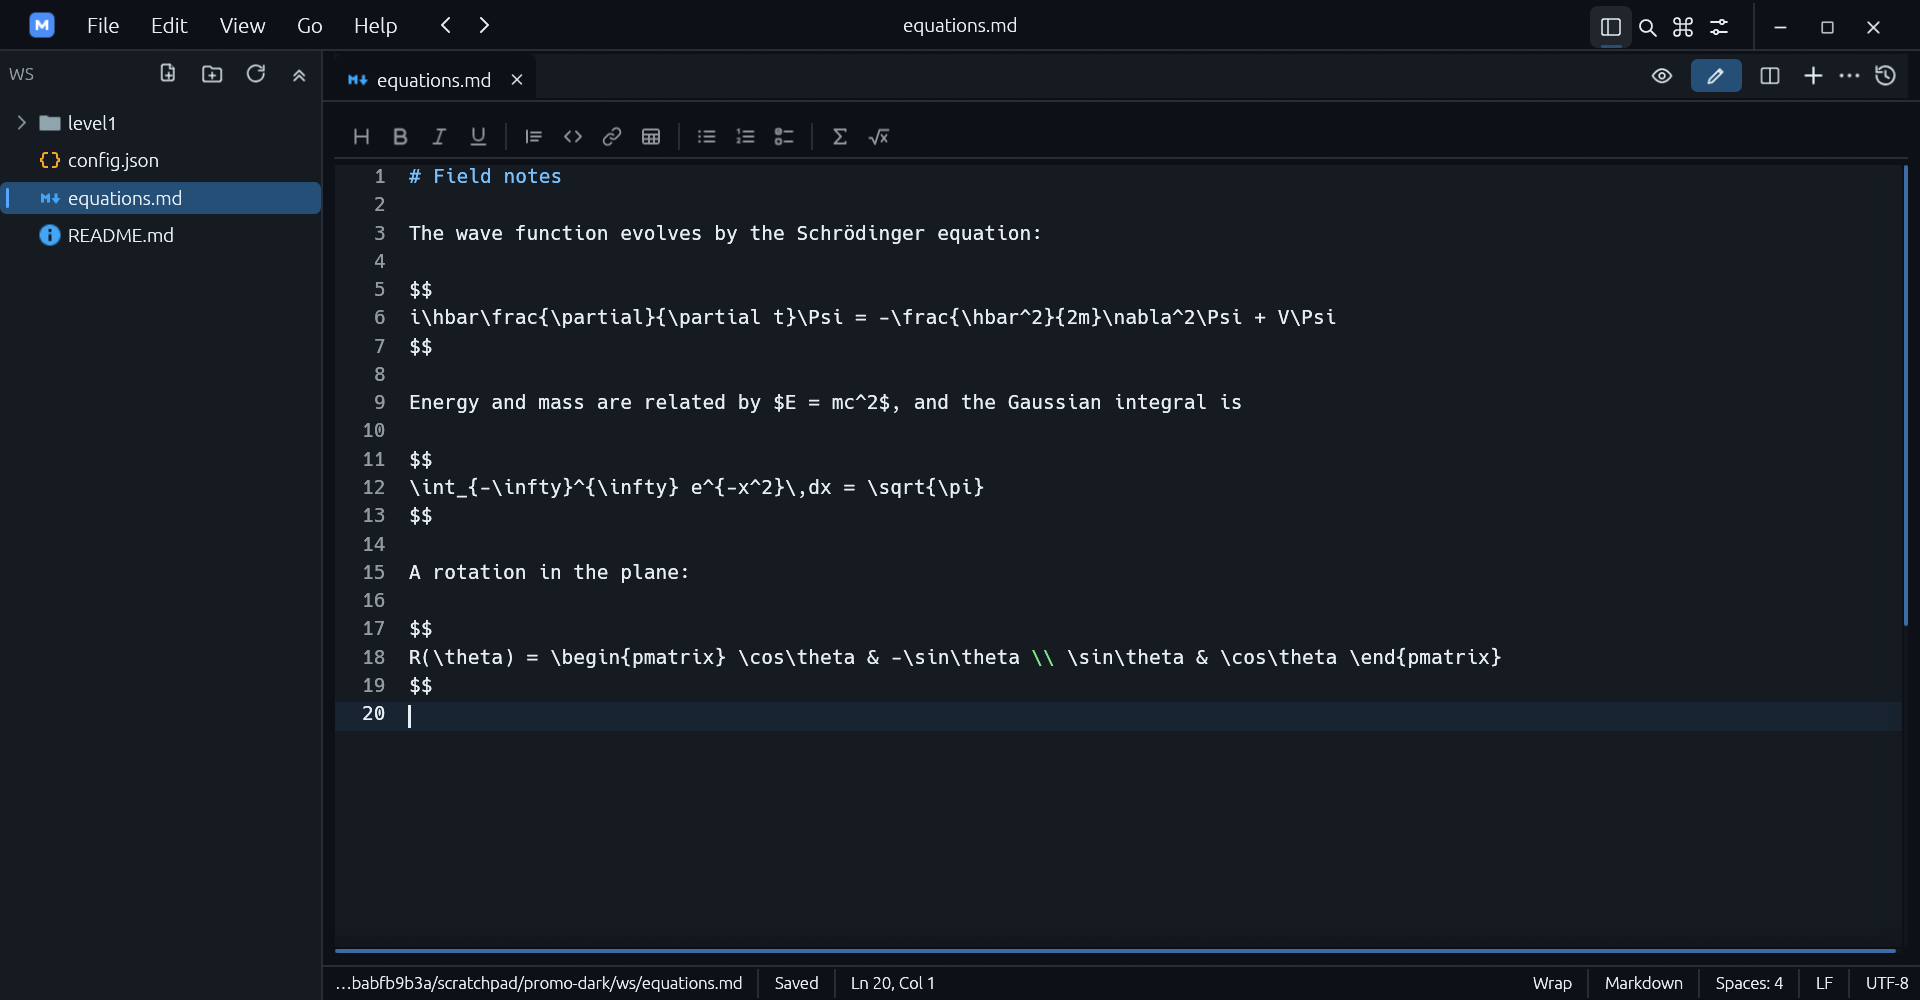 M File Edit View Go Help equations.md
WS
level1
config.json
equations.md
README.md
equations.md
H B I U
1 # Field notes
2
3 The wave function evolves by the Schrödinger equation:
4
5 $$
6 i\hbar\frac{\partial}{\partial t}\Psi = -\frac{\hbar^2}{2m}\nabla^2\Psi + V\Psi
7 $$
8
9 Energy and mass are related by $E = mc^2$, and the Gaussian integral is
10
11 $$
12 \int_{-\infty}^{\infty} e^{-x^2}\,dx = \sqrt{\pi}
13 $$
14
15 A rotation in the plane:
16
17 $$
18 R(\theta) = \begin{pmatrix} \cos\theta & -\sin\theta \\ \sin\theta & \cos\theta \end{pmatrix}
19 $$
20
…babfb9b3a/scratchpad/promo-dark/ws/equations.md Saved Ln 20, Col 1 Wrap Markdown Spaces: 4 LF UTF-8